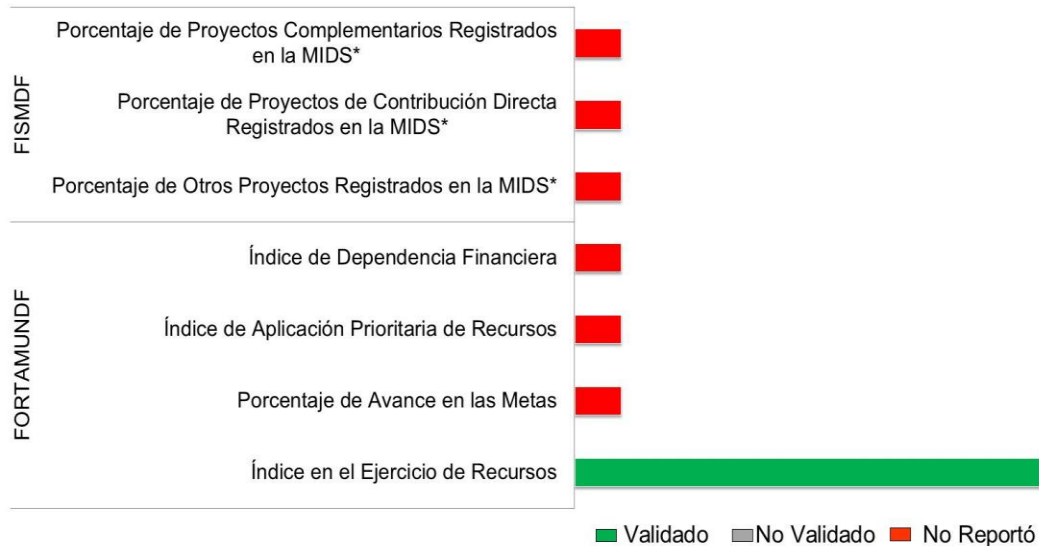 FISMDF
Porcentaje de Proyectos Complementarios Registrados
en la MIDS*
Porcentaje de Proyectos de Contribución Directa
Registrados en la MIDS*
Porcentaje de Otros Proyectos Registrados en la MIDS*
FORTAMUNDF
Índice de Dependencia Financiera
Índice de Aplicación Prioritaria de Recursos
Porcentaje de Avance en las Metas
Índice en el Ejercicio de Recursos
Validado No Validado No Reportó